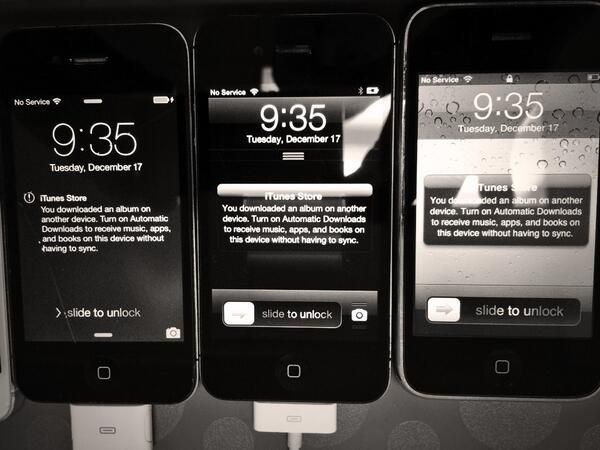 No Service
9:35
Tuesday, December 17
iTunes Store
You downloaded an album on
another device. Turn on Automatic
Downloads to receive music, apps,
and books on this device without
having to sync.
slide to unlock
No Service
9:35
Tuesday, December 17
iTunes Store
You downloaded an album on another
device. Turn on Automatic Downloads
to receive music, apps, and books on
this device without having to sync.
slide to unlock
No Service
9:35
Tuesday, December 17
iTunes Store
You downloaded an album on another
device. Turn on Automatic Downloads
to receive music, apps, and books on
this device without having to sync.
slide to unlock